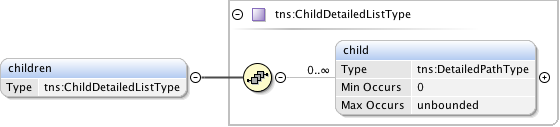 tns:ChildDetailedListType
children
Type tns:ChildDetailedListType
0..∞
child
Type tns:DetailedPathType
Min Occurs 0
Max Occurs unbounded